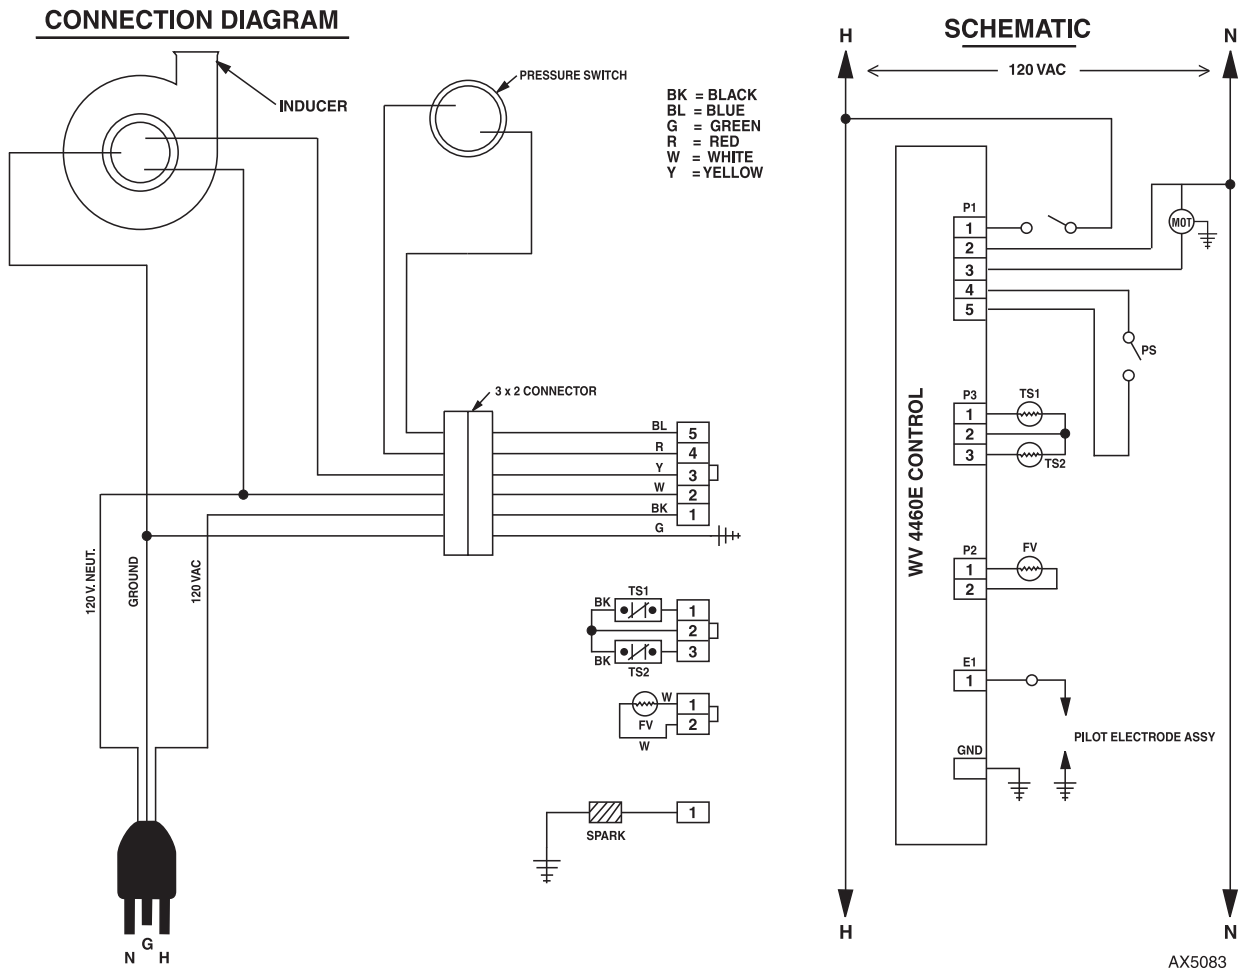 CONNECTION DIAGRAM
INDUCER
PRESSURE SWITCH
BK = BLACK
BL = BLUE
G = GREEN
R = RED
W = WHITE
Y = YELLOW
3 x 2 CONNECTOR
BL 5
R 4
Y 3
W 2
BK 1
G
120 V. NEUT.
GROUND
120 VAC
TS1
BK 1
2
BK 3
TS2
W 1
FV 2
W
SPARK
1
N G H
SCHEMATIC
H N
120 VAC
WV 4460E CONTROL
P1
1
2
3
4
5
MOT
PS
P3
TS1
1
2
3
TS2
P2
FV
1
2
E1
1
PILOT ELECTRODE ASSY
GND
H N
AX5083